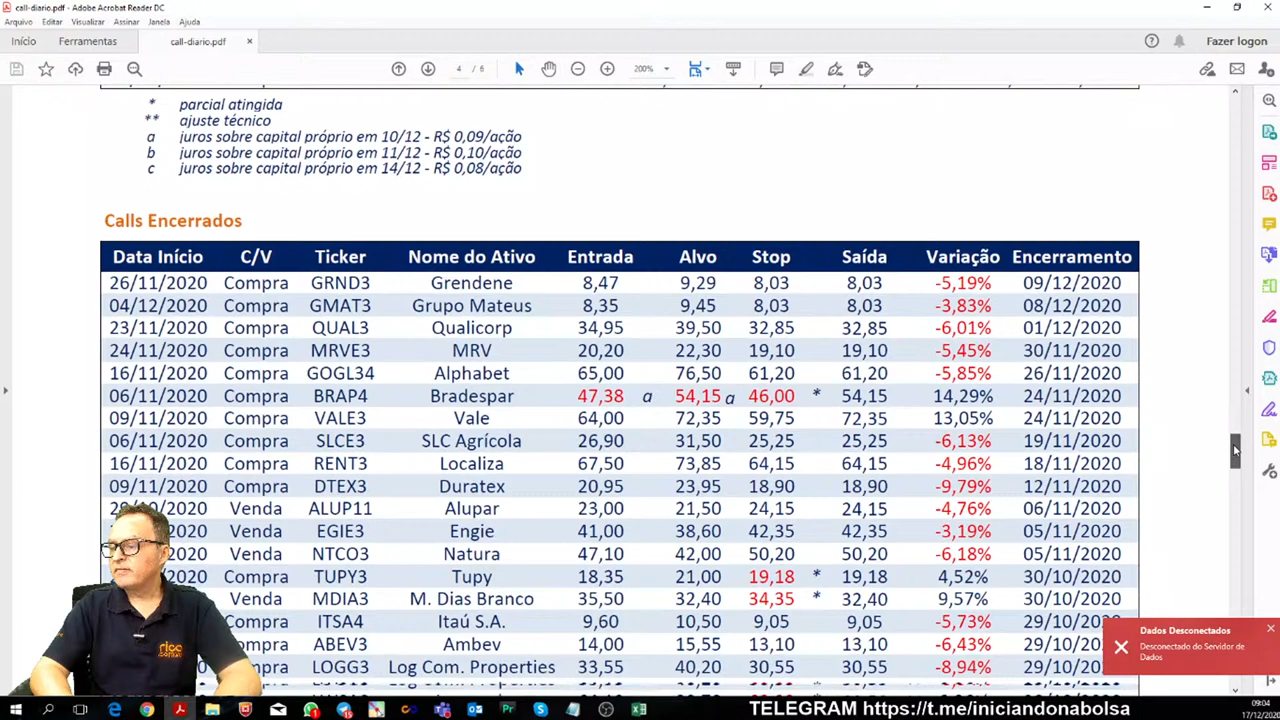 call-diario.pdf - Adobe Acrobat Reader DC
Arquivo Editar Visualizar Assinar Janela Ajuda
Início Ferramentas call-diario.pdf × Fazer logon
4 / 6 200%
* parcial atingida
** ajuste técnico
a juros sobre capital próprio em 10/12 - R$ 0,09/ação
b juros sobre capital próprio em 11/12 - R$ 0,10/ação
c juros sobre capital próprio em 14/12 - R$ 0,08/ação
Calls Encerrados
Data Início C/V Ticker Nome do Ativo Entrada Alvo Stop Saída Variação Encerramento
26/11/2020 Compra GRND3 Grendene 8,47 9,29 8,03 8,03 -5,19% 09/12/2020
04/12/2020 Compra GMAT3 Grupo Mateus 8,35 9,45 8,03 8,03 -3,83% 08/12/2020
23/11/2020 Compra QUAL3 Qualicorp 34,95 39,50 32,85 32,85 -6,01% 01/12/2020
24/11/2020 Compra MRVE3 MRV 20,20 22,30 19,10 19,10 -5,45% 30/11/2020
16/11/2020 Compra GOGL34 Alphabet 65,00 76,50 61,20 61,20 -5,85% 26/11/2020
06/11/2020 Compra BRAP4 Bradespar 47,38 a 54,15 a 46,00 * 54,15 14,29% 24/11/2020
09/11/2020 Compra VALE3 Vale 64,00 72,35 59,75 72,35 13,05% 24/11/2020
06/11/2020 Compra SLCE3 SLC Agrícola 26,90 31,50 25,25 25,25 -6,13% 19/11/2020
16/11/2020 Compra RENT3 Localiza 67,50 73,85 64,15 64,15 -4,96% 18/11/2020
09/11/2020 Compra DTEX3 Duratex 20,95 23,95 18,90 18,90 -9,79% 12/11/2020
/2020 Venda ALUP11 Alupar 23,00 21,50 24,15 24,15 -4,76% 06/11/2020
/2020 Venda EGIE3 Engie 41,00 38,60 42,35 42,35 -3,19% 05/11/2020
/2020 Venda NTCO3 Natura 47,10 42,00 50,20 50,20 -6,18% 05/11/2020
/2020 Compra TUPY3 Tupy 18,35 21,00 19,18 * 19,18 4,52% 30/10/2020
/2020 Venda MDIA3 M. Dias Branco 35,50 32,40 34,35 * 32,40 9,57% 30/10/2020
Compra ITSA4 Itaú S.A. 9,60 10,50 9,05 9,05 -5,73% 29/10/2020
Compra ABEV3 Ambev 14,00 15,55 13,10 13,10 -6,43% 29/10
Compra LOGG3 Log Com. Properties 33,55 40,20 30,55 30,55 -8,94% 29/10
Dados Desconectados
Desconectado do Servidor de
Dados
rico
TELEGRAM https://t.me/iniciandonabolsa
09:04
17/12/2020